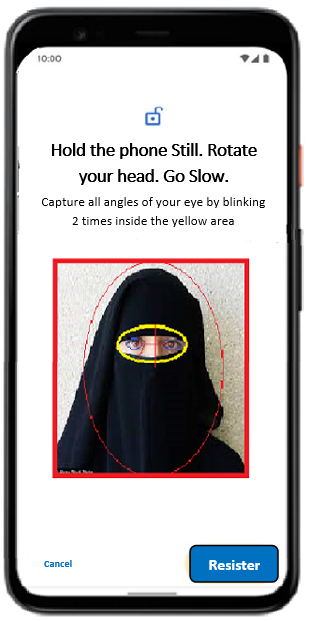 10:00
Hold the phone Still. Rotate
your head. Go Slow.
Capture all angles of your eye by blinking
2 times inside the yellow area
Cancel
Resister